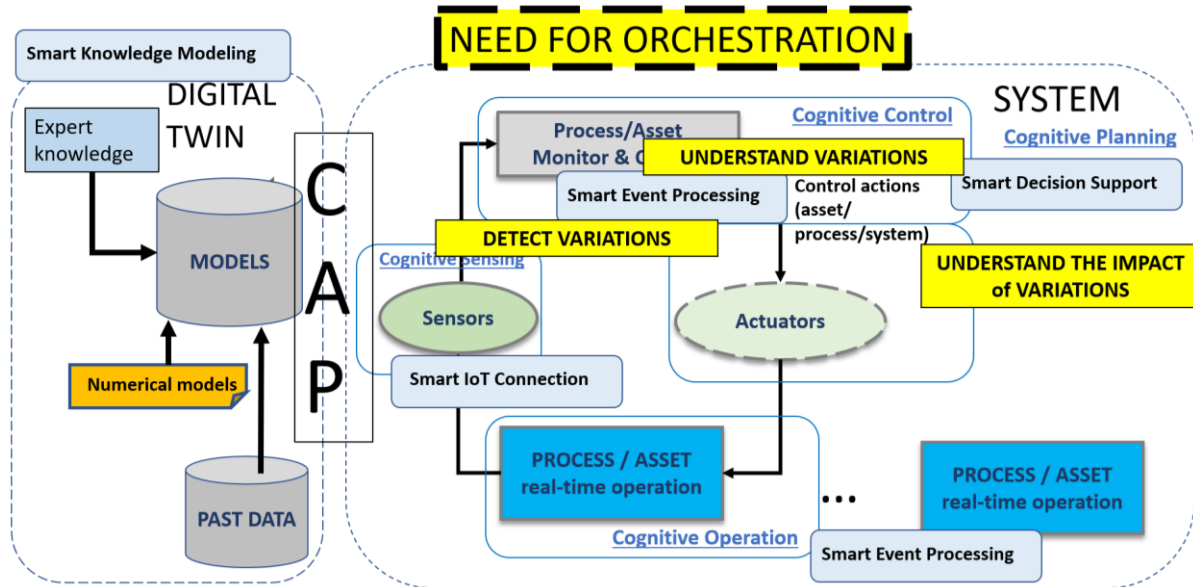 NEED FOR ORCHESTRATION
Smart Knowledge Modeling
DIGITAL
TWIN
Expert
knowledge
MODELS
Numerical models
PAST DATA
C
A
P
SYSTEM
Cognitive Control
Cognitive Planning
Process/Asset
Monitor & C
UNDERSTAND VARIATIONS
Smart Event Processing
Control actions
(asset/
process/system)
Smart Decision Support
DETECT VARIATIONS
Cognitive Sensing
UNDERSTAND THE IMPACT
of VARIATIONS
Sensors
Actuators
Smart IoT Connection
PROCESS / ASSET
real-time operation
...
PROCESS / ASSET
real-time operation
Cognitive Operation
Smart Event Processing